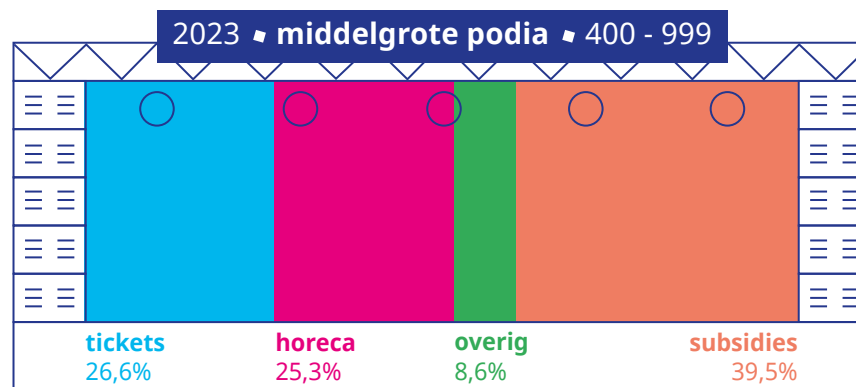 2023 ▪ middelgrote podia ▪ 400 - 999
tickets horeca overig subsidies
26,6% 25,3% 8,6% 39,5%